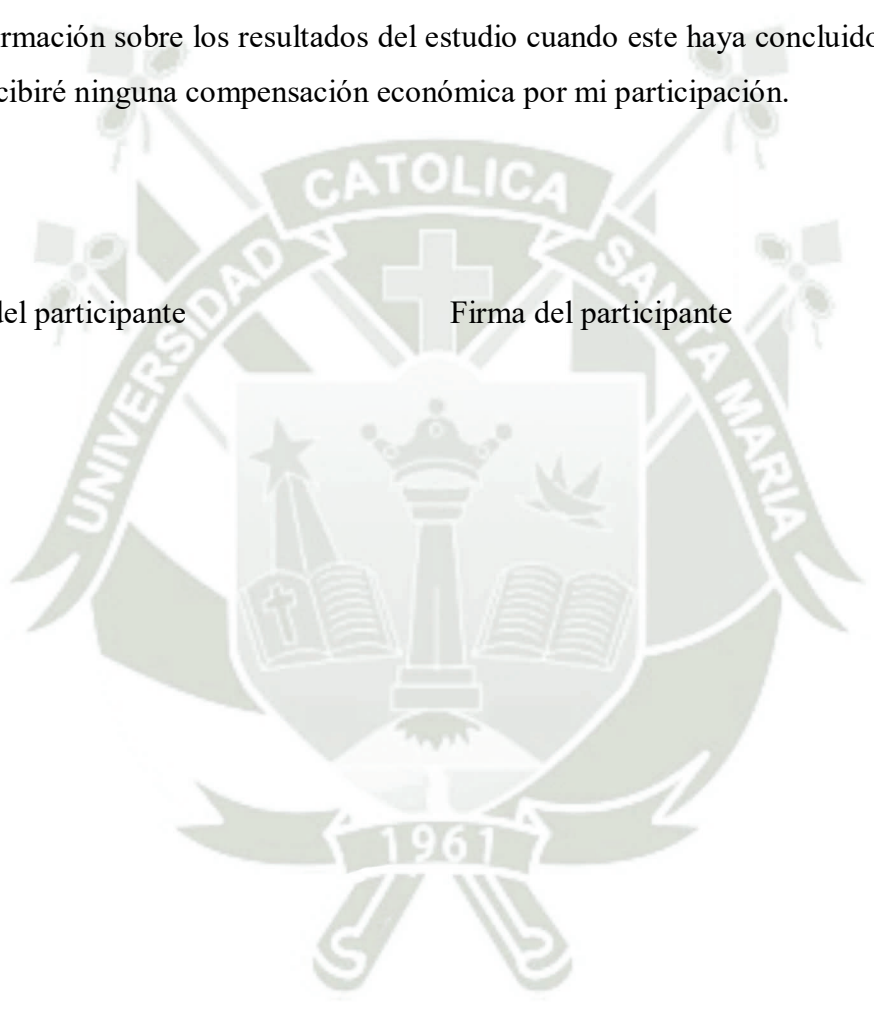 rmación sobre los resultados del estudio cuando este haya concluido
cibiré ninguna compensación económica por mi participación.
CATOLICA
UNIVERSIDAD
SANTA MARIA
del participante
Firma del participante
1961